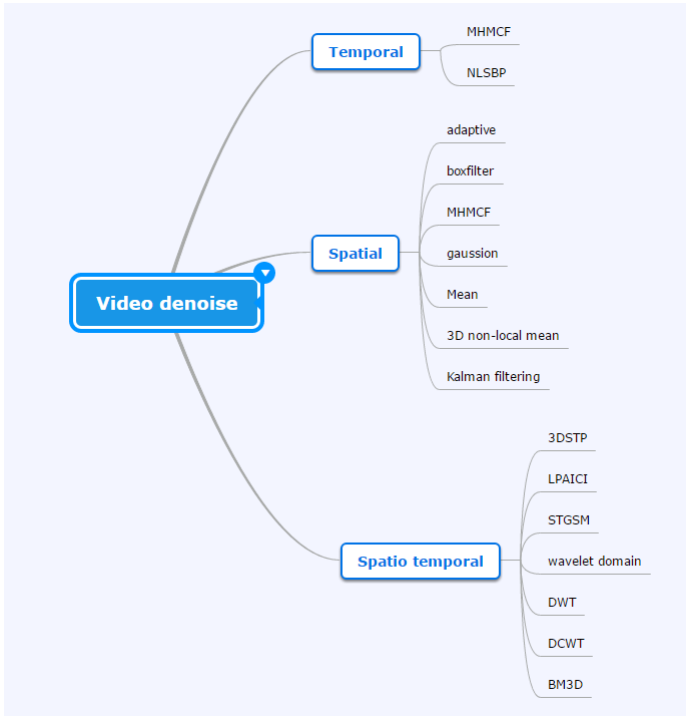 Video denoise
Temporal
MHMCF
NLSBP
Spatial
adaptive
boxfilter
MHMCF
gaussion
Mean
3D non-local mean
Kalman filtering
Spatio temporal
3DSTP
LPAICI
STGSM
wavelet domain
DWT
DCWT
BM3D